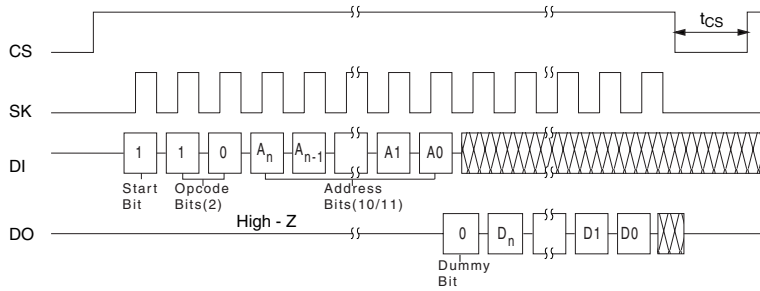 tCS
CS
SK
DI
1 1 0 An An-1 A1 A0
Start Bit
Opcode Bits(2)
Address Bits(10/11)
High - Z
DO
0 Dn D1 D0
Dummy Bit